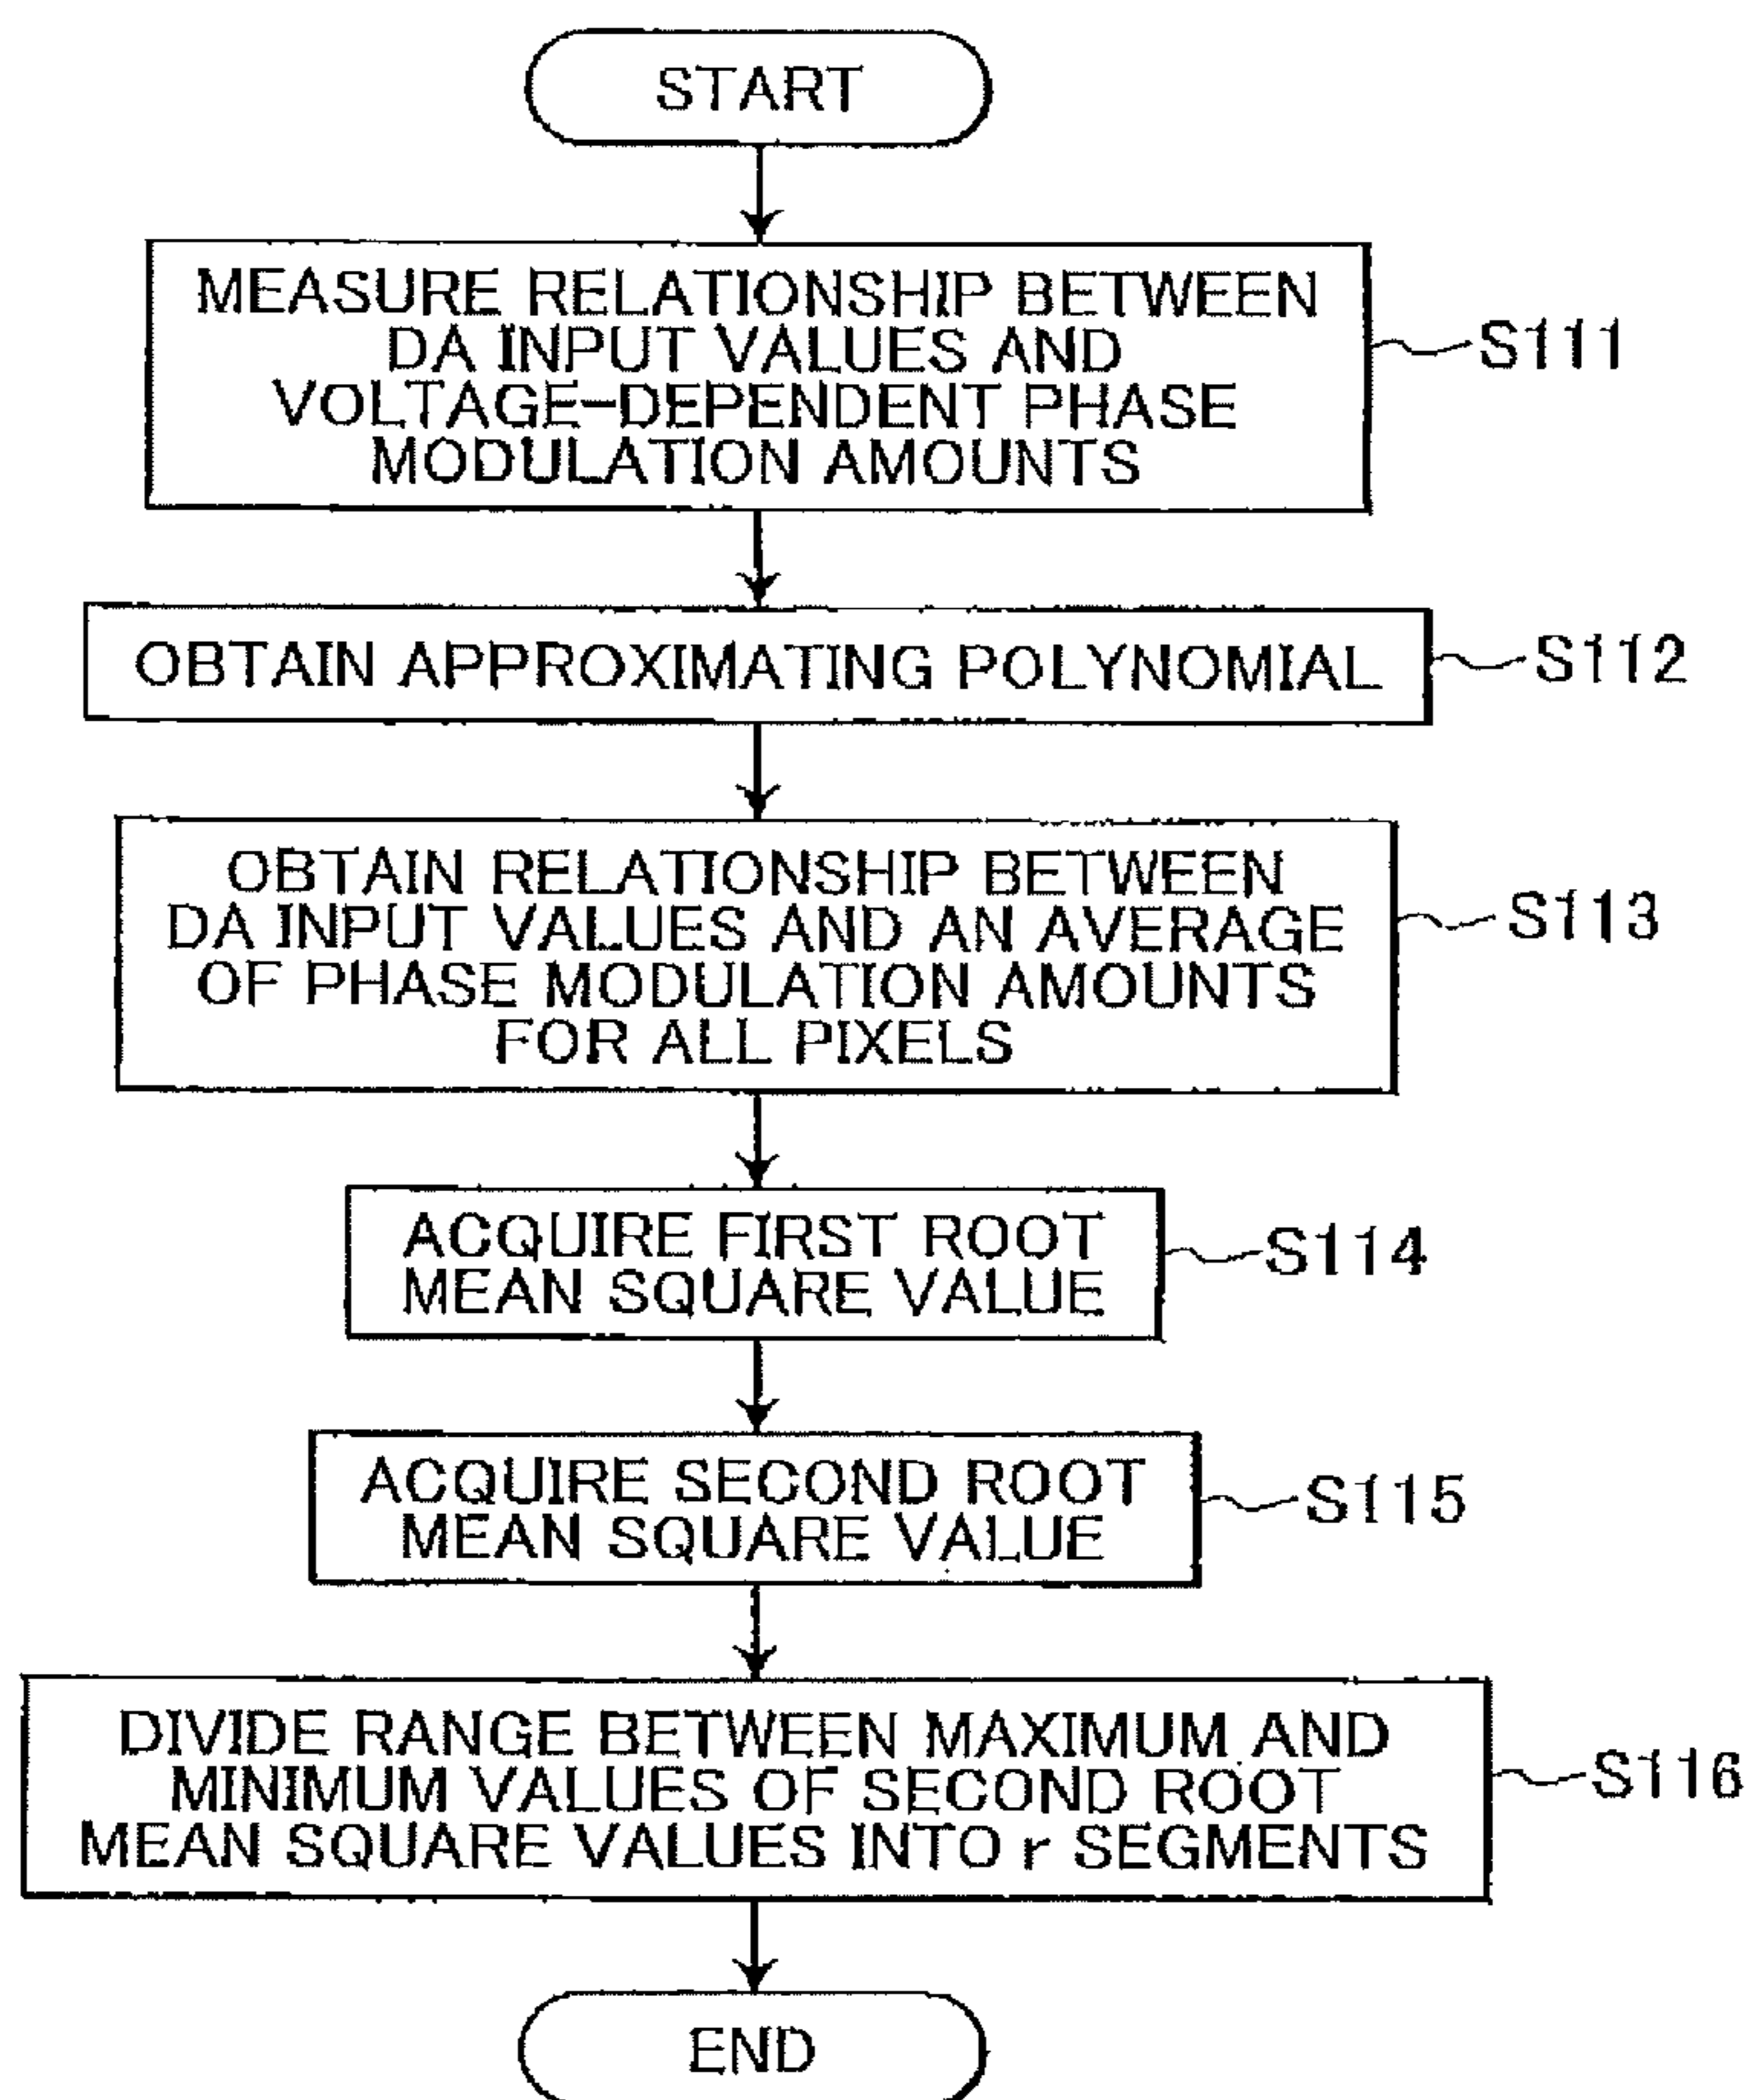 START
MEASURE RELATIONSHIP BETWEEN
DA INPUT VALUES AND
VOLTAGE-DEPENDENT PHASE
MODULATION AMOUNTS
S111
OBTAIN APPROXIMATING POLYNOMIAL
S112
OBTAIN RELATIONSHIP BETWEEN
DA INPUT VALUES AND AN AVERAGE
OF PHASE MODULATION AMOUNTS
FOR ALL PIXELS
S113
ACQUIRE FIRST ROOT
MEAN SQUARE VALUE
S114
ACQUIRE SECOND ROOT
MEAN SQUARE VALUE
S115
DIVIDE RANGE BETWEEN MAXIMUM AND
MINIMUM VALUES OF SECOND ROOT
MEAN SQUARE VALUES INTO r SEGMENTS
S116
END